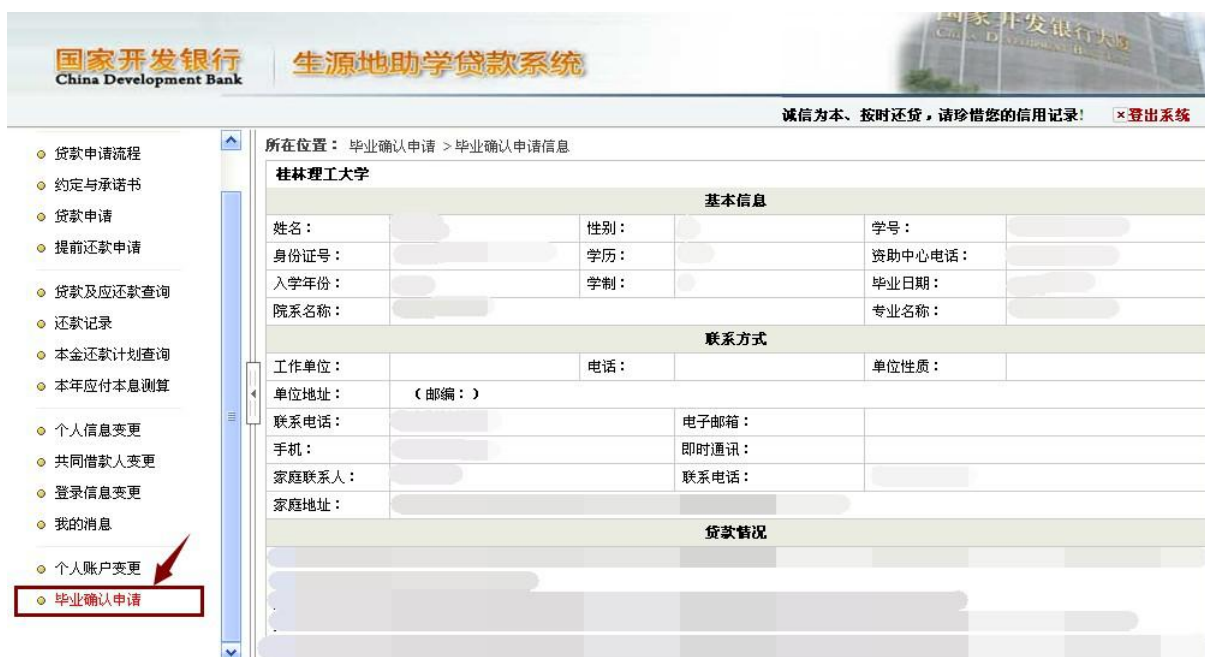 国家开发银行
China Development Bank
生源地助学贷款系统
国家开发银行大厦
诚信为本、按时还贷，请珍惜您的信用记录！ ×登出系统
贷款申请流程
约定与承诺书
贷款申请
提前还款申请
贷款及应还款查询
还款记录
本金还款计划查询
本年应付本息测算
个人信息变更
共同借款人变更
登录信息变更
我的消息
个人账户变更
毕业确认申请
所在位置： 毕业确认申请 >毕业确认申请信息
桂林理工大学
基本信息
姓名： 性别： 学号：
身份证号： 学历： 资助中心电话：
入学年份： 学制： 毕业日期：
院系名称： 专业名称：
联系方式
工作单位： 电话： 单位性质：
单位地址： （邮编：）
联系电话： 电子邮箱：
手机： 即时通讯：
家庭联系人： 联系电话：
家庭地址：
贷款情况